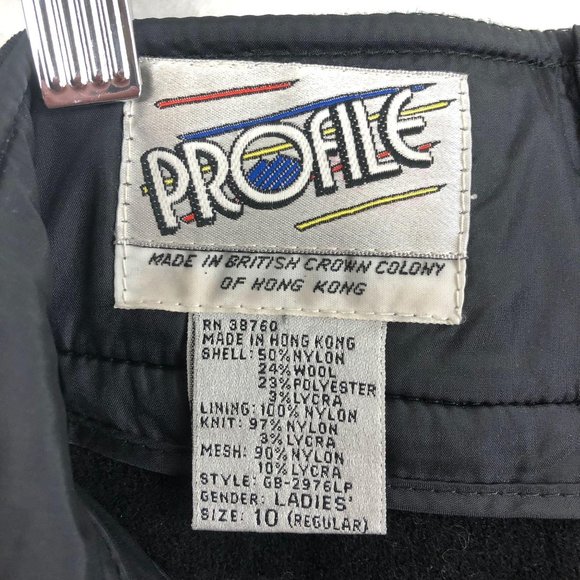 PROFILE
MADE IN BRITISH CROWN COLONY
OF HONG KONG
RN 38760
MADE IN HONG KONG
SHELL: 50% NYLON
24% WOOL
23% POLYESTER
3% LYCRA
LINING: 100% NYLON
KNIT: 97% NYLON
3% LYCRA
MESH: 90% NYLON
10% LYCRA
STYLE: GB-2976LP
GENDER: LADIES'
SIZE: 10 (REGULAR)